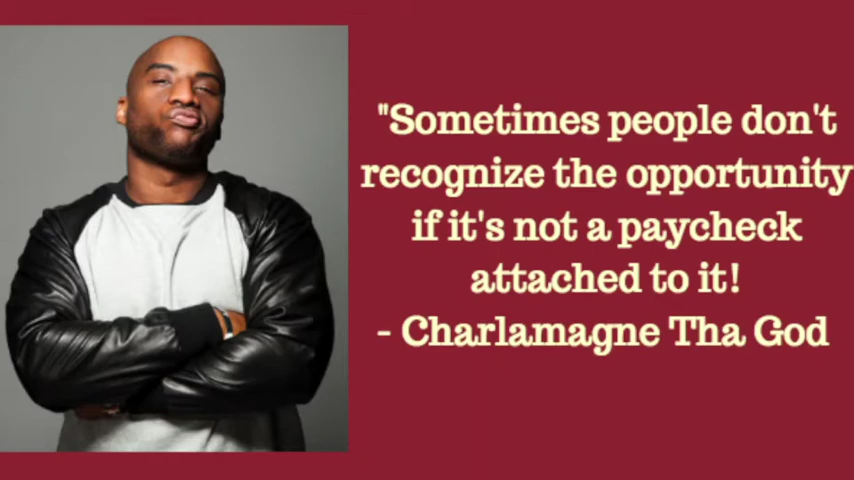 "Sometimes people don't
recognize the opportunity
if it's not a paycheck
attached to it!
- Charlamagne Tha God